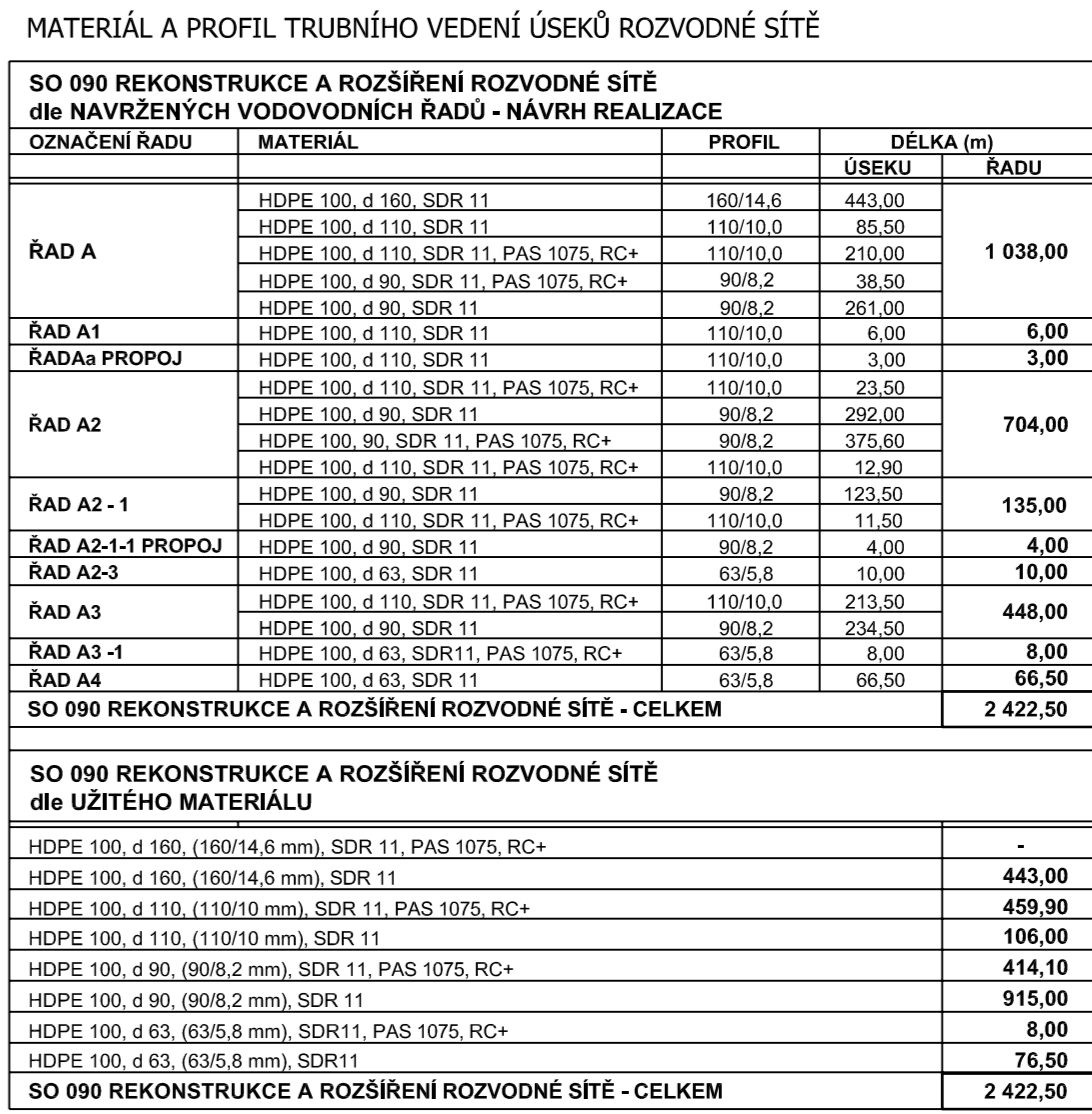 MATERIÁL A PROFIL TRUBNÍHO VEDENÍ ÚSEKŮ ROZVODNÉ SÍTĚ
SO 090 REKONSTRUKCE A ROZŠÍŘENÍ ROZVODNÉ SÍTĚ
dle NAVRŽENÝCH VODOVODNÍCH ŘADŮ - NÁVRH REALIZACE
OZNAČENÍ ŘADU MATERIÁL PROFIL DÉLKA (m)
ÚSEKU ŘADU
HDPE 100, d 160, SDR 11 160/14,6 443,00
HDPE 100, d 110, SDR 11 110/10,0 85,50
ŘAD A HDPE 100, d 110, SDR 11, PAS 1075, RC+ 110/10,0 210,00 1 038,00
HDPE 100, d 90, SDR 11, PAS 1075, RC+ 90/8,2 38,50
HDPE 100, d 90, SDR 11 90/8,2 261,00
ŘAD A1 HDPE 100, d 110, SDR 11 110/10,0 6,00 6,00
ŘADAa PROPOJ HDPE 100, d 110, SDR 11 110/10,0 3,00 3,00
HDPE 100, d 110, SDR 11, PAS 1075, RC+ 110/10,0 23,50
ŘAD A2 HDPE 100, d 90, SDR 11 90/8,2 292,00 704,00
HDPE 100, 90, SDR 11, PAS 1075, RC+ 90/8,2 375,60
HDPE 100, d 110, SDR 11, PAS 1075, RC+ 110/10,0 12,90
ŘAD A2 - 1 HDPE 100, d 90, SDR 11 90/8,2 123,50 135,00
HDPE 100, d 110, SDR 11, PAS 1075, RC+ 110/10,0 11,50
ŘAD A2-1-1 PROPOJ HDPE 100, d 90, SDR 11 90/8,2 4,00 4,00
ŘAD A2-3 HDPE 100, d 63, SDR 11 63/5,8 10,00 10,00
ŘAD A3 HDPE 100, d 110, SDR 11, PAS 1075, RC+ 110/10,0 213,50 448,00
HDPE 100, d 90, SDR 11 90/8,2 234,50
ŘAD A3 -1 HDPE 100, d 63, SDR11, PAS 1075, RC+ 63/5,8 8,00 8,00
ŘAD A4 HDPE 100, d 63, SDR 11 63/5,8 66,50 66,50
SO 090 REKONSTRUKCE A ROZŠÍŘENÍ ROZVODNÉ SÍTĚ - CELKEM 2 422,50
SO 090 REKONSTRUKCE A ROZŠÍŘENÍ ROZVODNÉ SÍTĚ
dle UŽITÉHO MATERIÁLU
HDPE 100, d 160, (160/14,6 mm), SDR 11, PAS 1075, RC+ -
HDPE 100, d 160, (160/14,6 mm), SDR 11 443,00
HDPE 100, d 110, (110/10 mm), SDR 11, PAS 1075, RC+ 459,90
HDPE 100, d 110, (110/10 mm), SDR 11 106,00
HDPE 100, d 90, (90/8,2 mm), SDR 11, PAS 1075, RC+ 414,10
HDPE 100, d 90, (90/8,2 mm), SDR 11 915,00
HDPE 100, d 63, (63/5,8 mm), SDR11, PAS 1075, RC+ 8,00
HDPE 100, d 63, (63/5,8 mm), SDR11 76,50
SO 090 REKONSTRUKCE A ROZŠÍŘENÍ ROZVODNÉ SÍTĚ - CELKEM 2 422,50